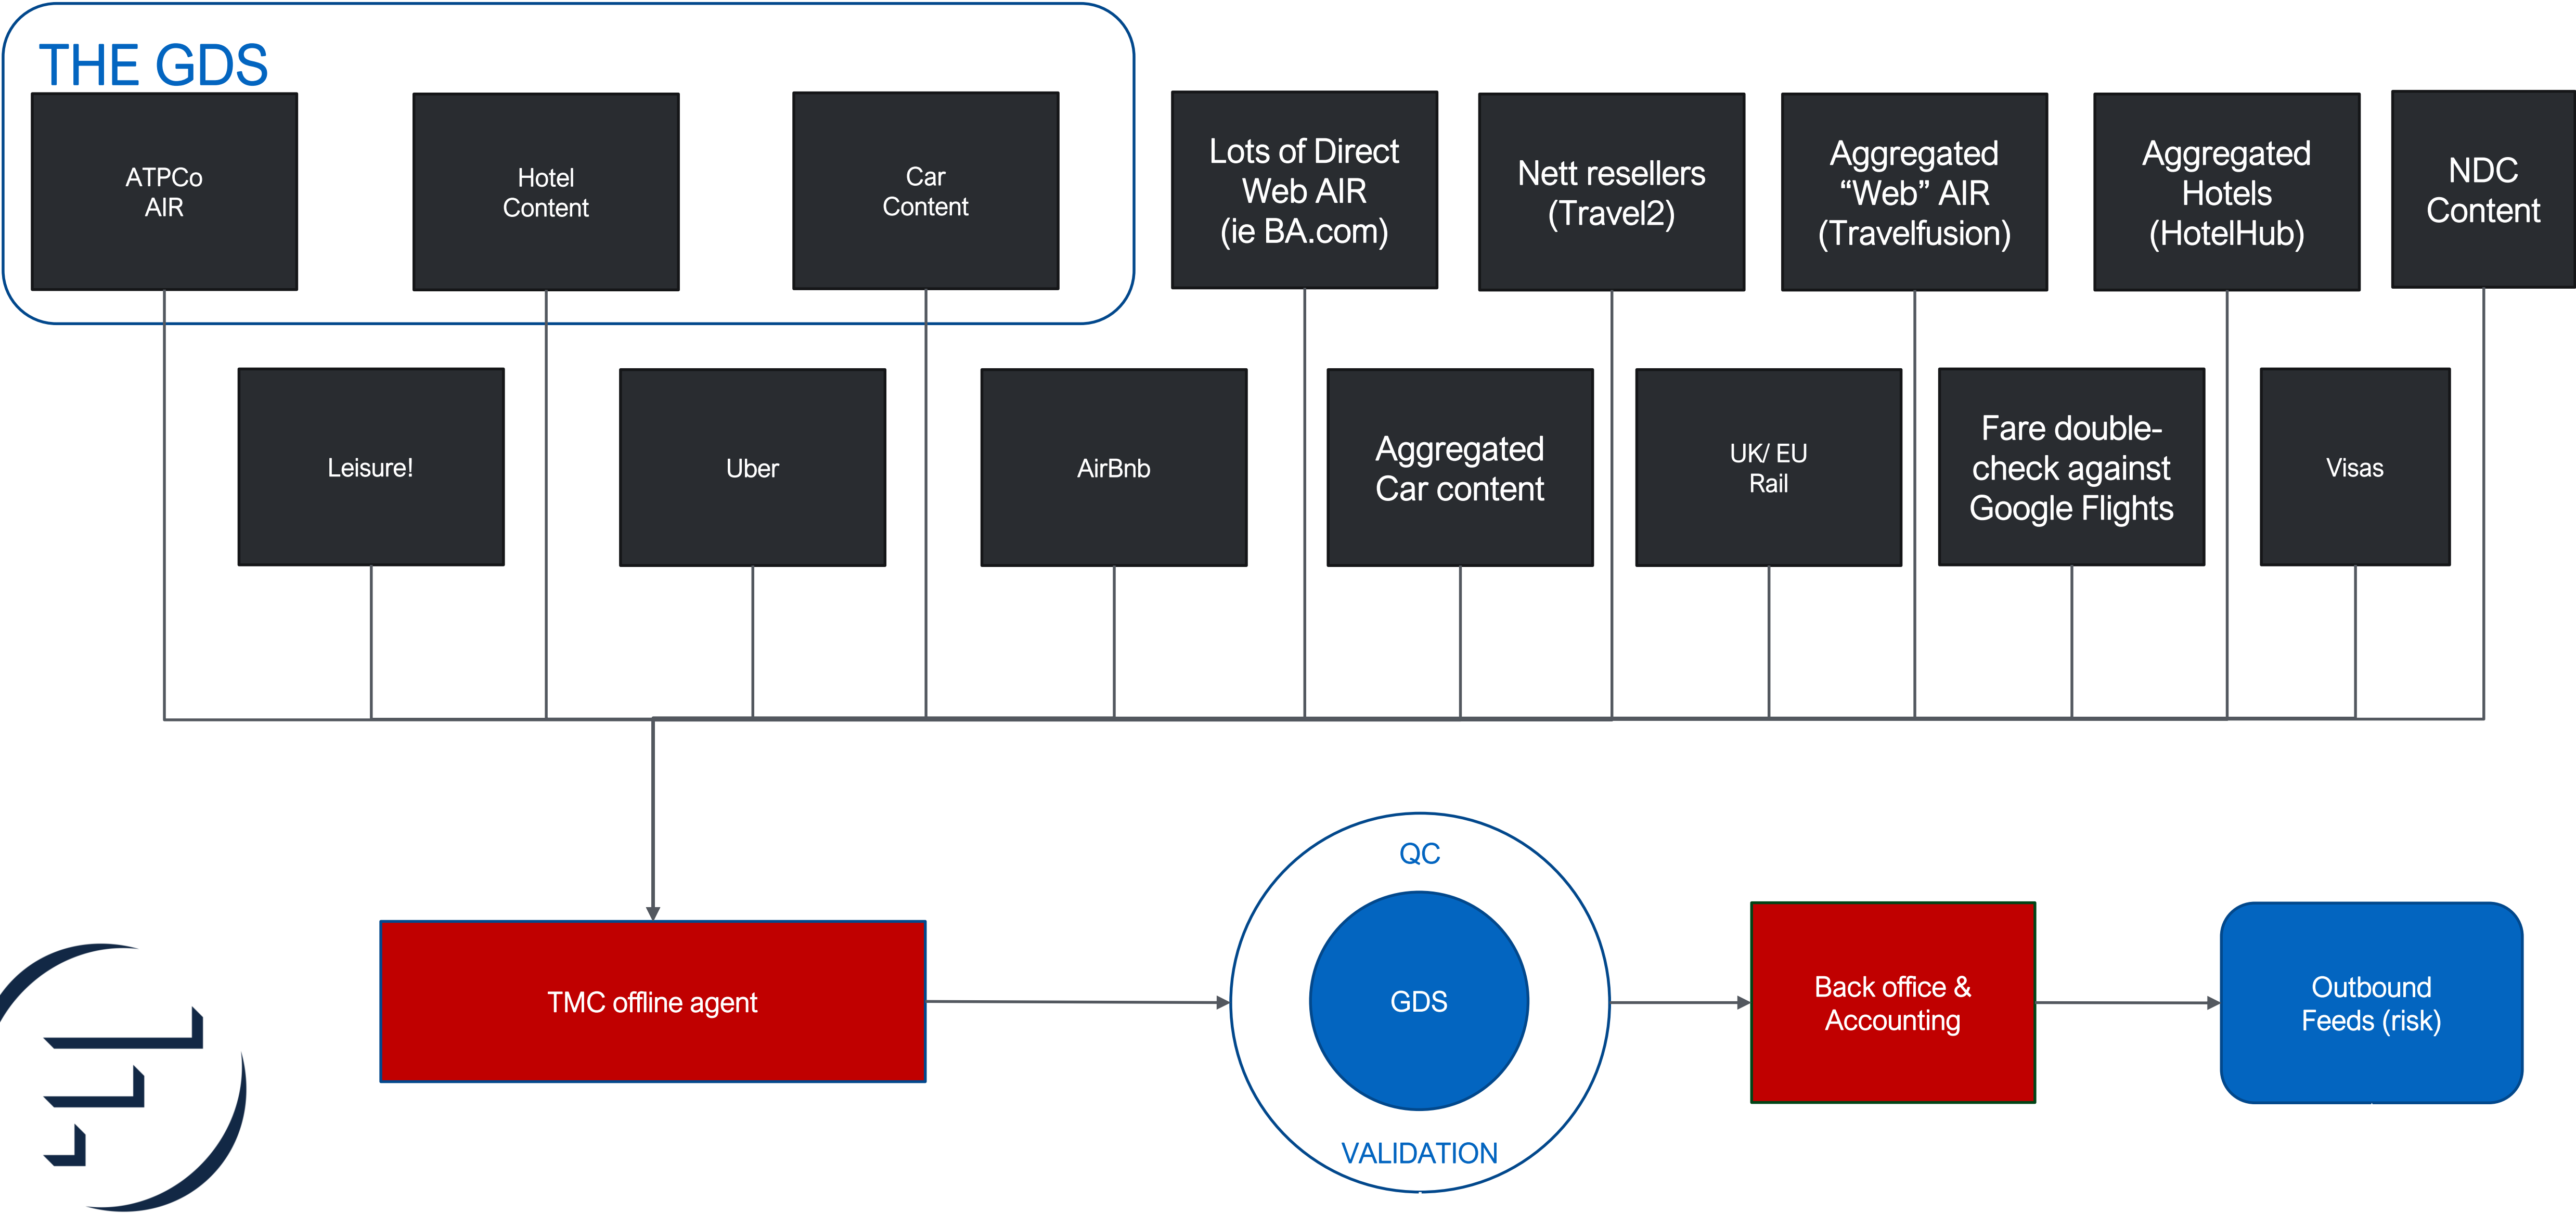 THE GDS
ATPCo
AIR
Hotel
Content
Car
Content
Lots of Direct
Web AIR
(ie BA.com)
Nett resellers
(Travel2)
Aggregated
“Web” AIR
(Travelfusion)
Aggregated
Hotels
(HotelHub)
NDC
Content
Leisure!
Uber
AirBnb
Aggregated
Car content
UK/ EU
Rail
Fare double-
check against
Google Flights
Visas
TMC offline agent
QC
GDS
VALIDATION
Back office &
Accounting
Outbound
Feeds (risk)